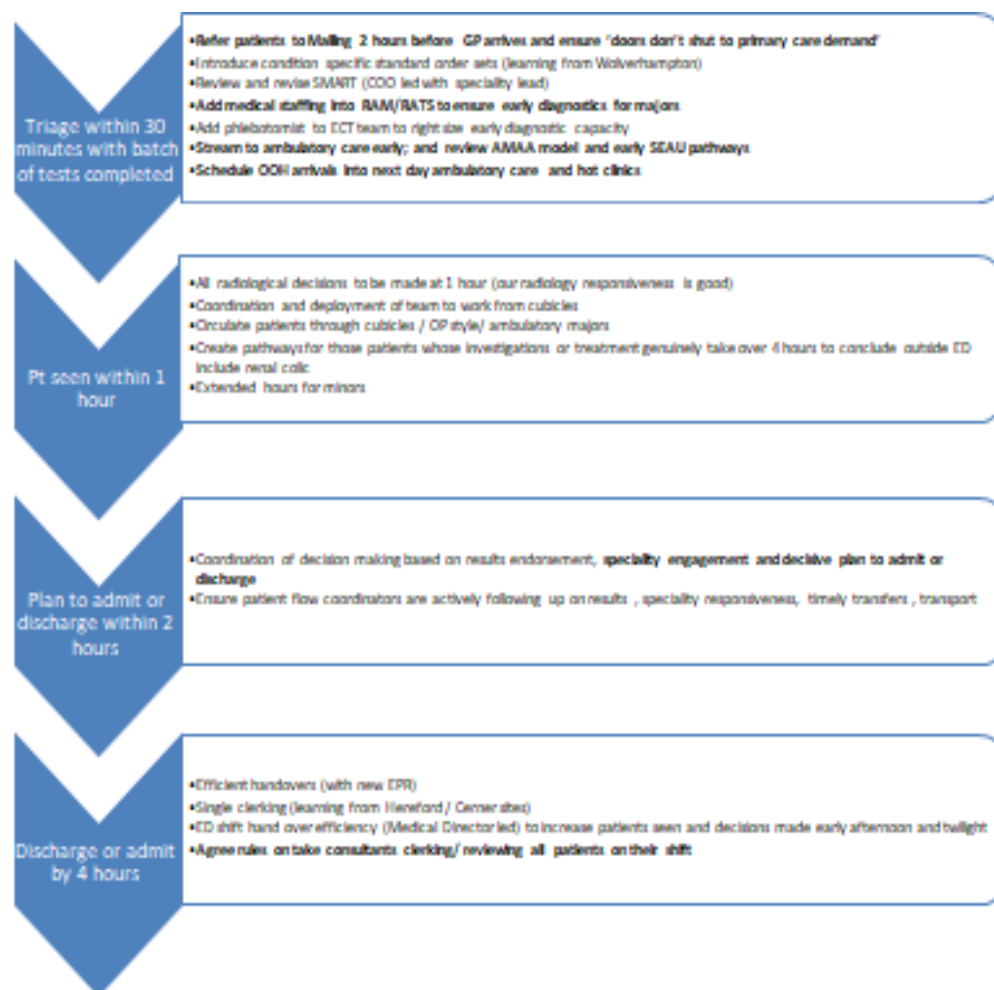 Triage within 30
minutes with batch
of tests completed
•Refer patients to Malling 2 hours before GP arrives and ensure 'doors don't shut to primary care demand'
•Introduce condition specific standard order sets (learning from Wolverhampton)
•Review and revise SMART (COO led with speciality lead)
•Add medical staffing into RAM/RATS to ensure early diagnostics for majors
•Add phlebotomist to ECT team to right size early diagnostic capacity
•Stream to ambulatory care early; and review AMAA model and early SEAU pathways
•Schedule OOH arrivals into next day ambulatory care and hot clinics
Pt seen within 1
hour
•All radiological decisions to be made at 1 hour (our radiology responsiveness is good)
•Coordination and deployment of team to work from cubicles
•Circulate patients through cubicles / OP style/ ambulatory majors
•Create pathways for those patients whose investigations or treatment genuinely take over 4 hours to conclude outside ED
include renal colic
•Extended hours for minors
Plan to admit or
discharge within 2
hours
•Coordination of decision making based on results endorsement, speciality engagement and decisive plan to admit or
discharge
•Ensure patient flow coordinators are actively following up on results , speciality responsiveness, timely transfers , transport
Discharge or admit
by 4 hours
•Efficient handovers (with new EPR)
•Single clerking (learning from Hereford / Cerner sites)
•ED shift hand over efficiency (Medical Director led) to increase patients seen and decisions made early afternoon and twilight
•Agree rules on take consultants clerking/ reviewing all patients on their shift